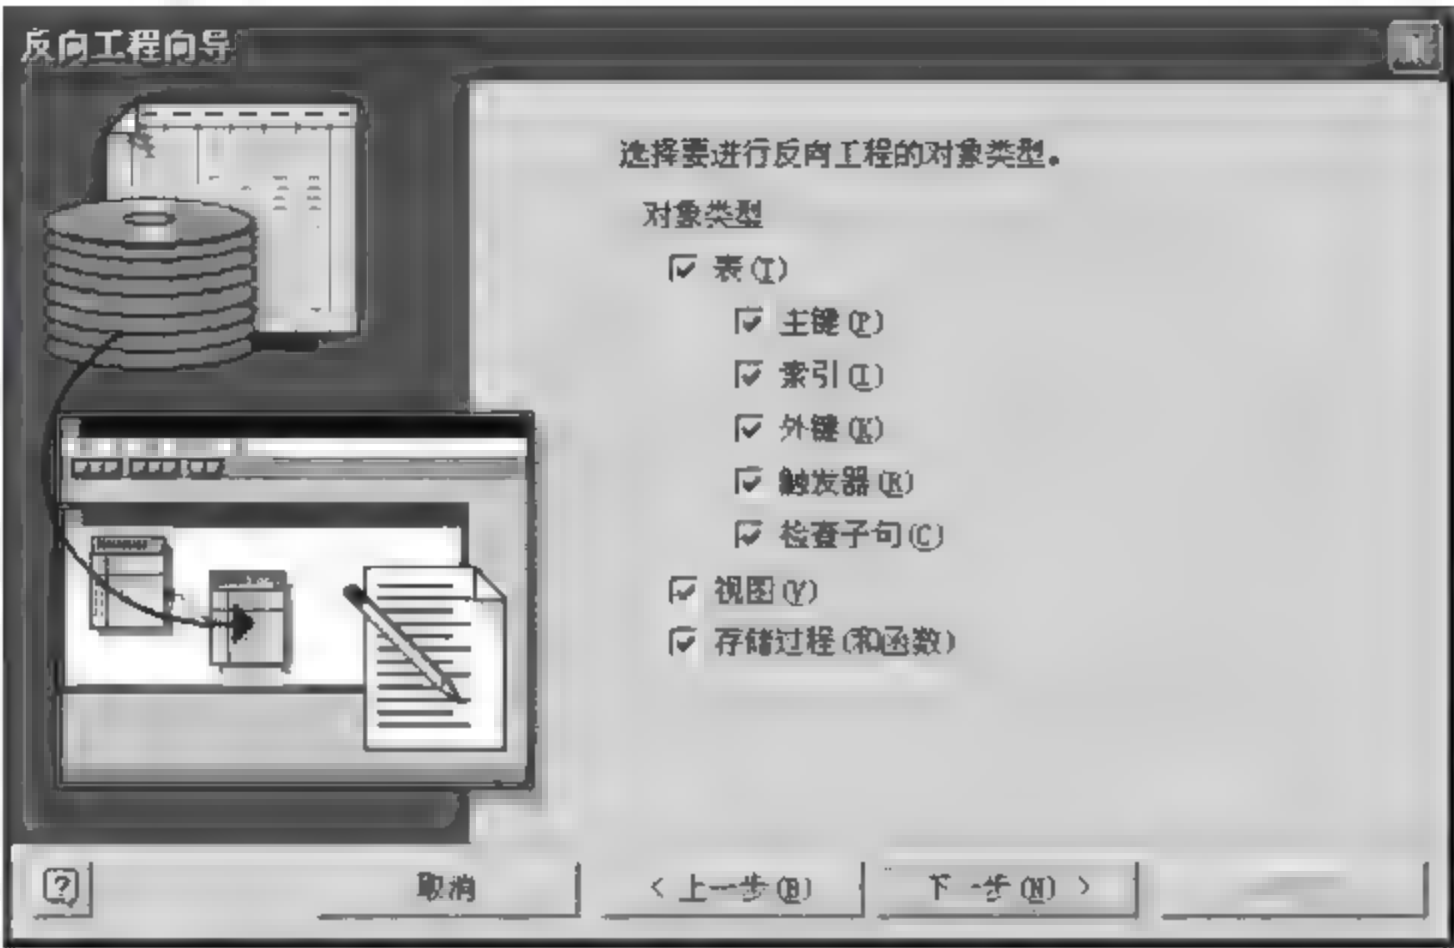 反向工程向导
选择要进行反向工程的对象类型。
对象类型
表(T)
主键(P)
索引(I)
外键(K)
触发器(R)
检查子句(C)
视图(V)
存储过程(和函数)
?
取消
< 上一步(B)
下一步(N) >